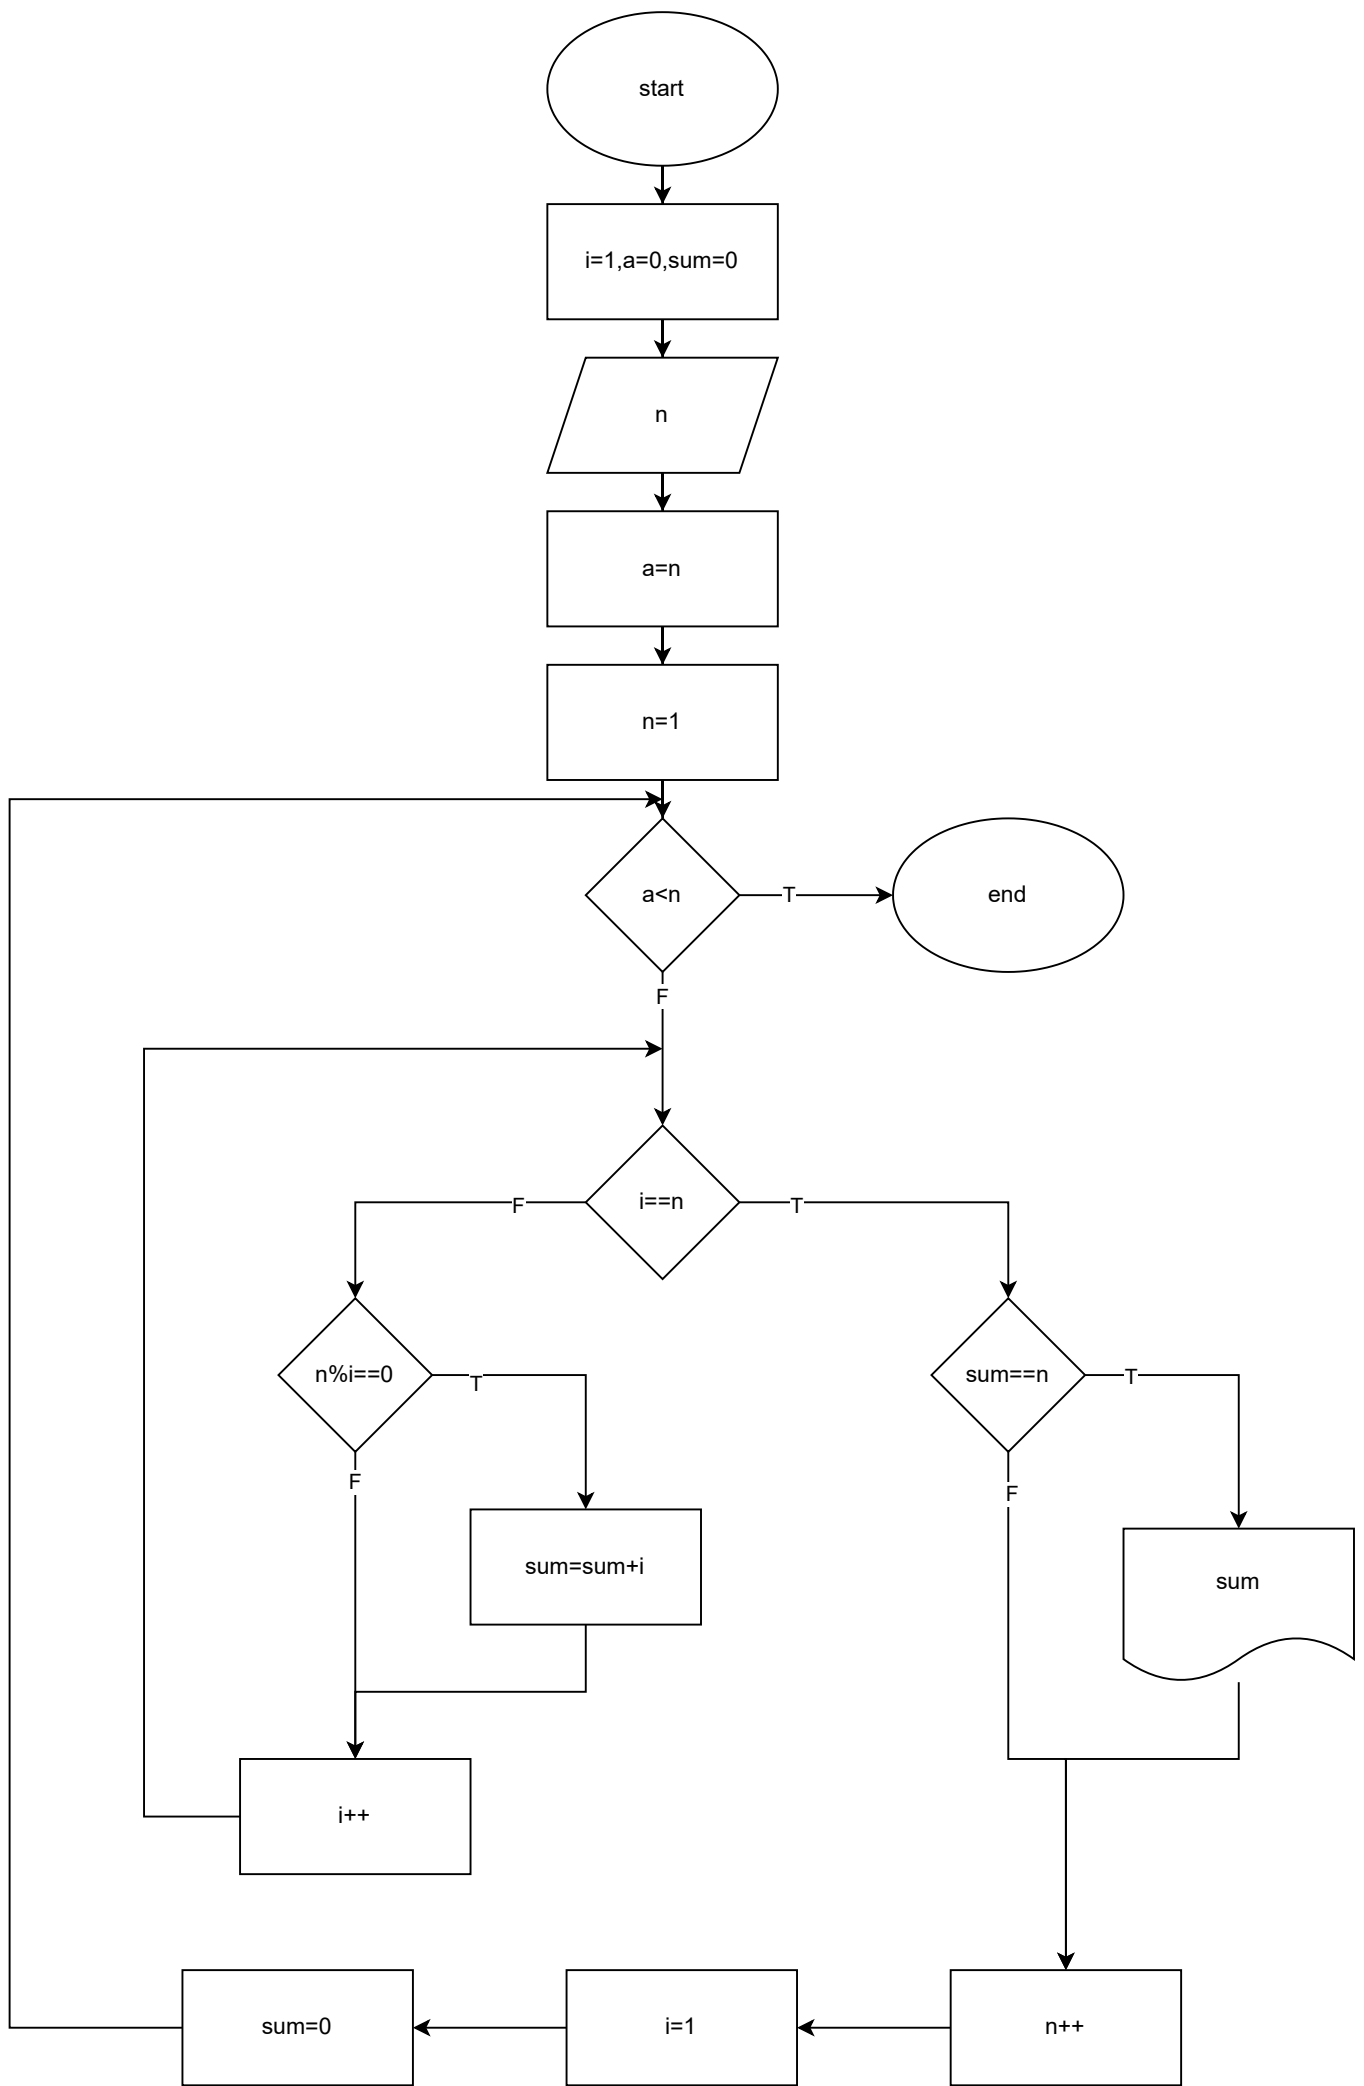 start
i=1,a=0,sum=0
n
a=n
n=1
a<n
T
end
F
i==n
F
T
n%i==0
T
F
sum=sum+i
i++
sum==n
T
F
sum
n++
i=1
sum=0